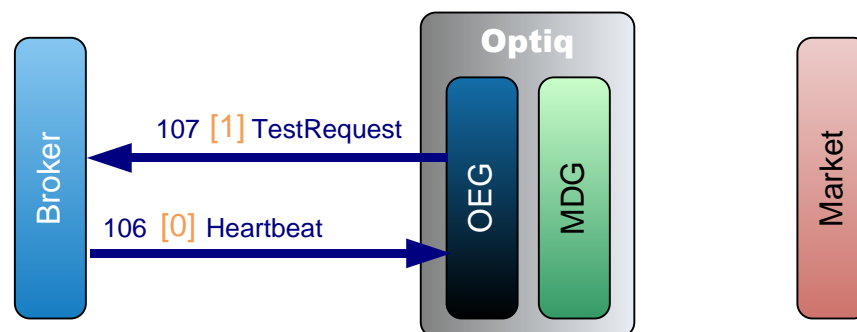 Optiq
107 [1] TestRequest
106 [0] Heartbeat
Broker
OEG
MDG
Market